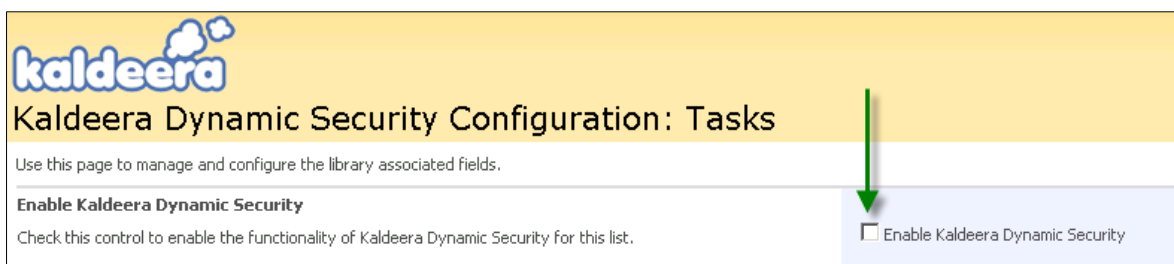 kaldeera
Kaldeera Dynamic Security Configuration: Tasks
Use this page to manage and configure the library associated fields.
Enable Kaldeera Dynamic Security
Check this control to enable the functionality of Kaldeera Dynamic Security for this list.
Enable Kaldeera Dynamic Security